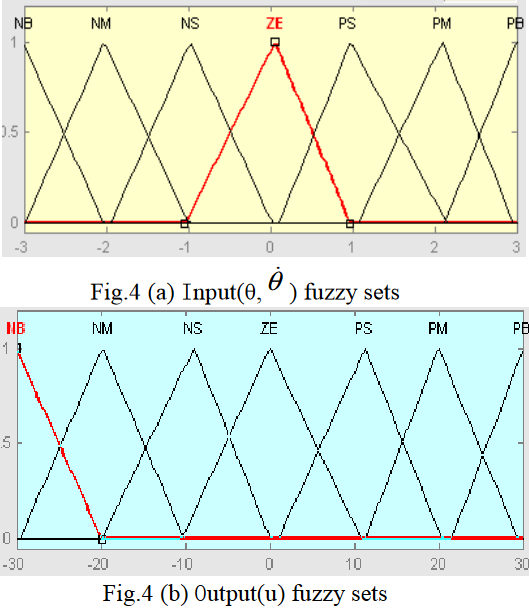 NB NM NS ZE PS PM PB
1
0.5
0
-3 -2 -1 0 1 2 3
Fig.4 (a) Input(θ, θ̇ ) fuzzy sets
NB NM NS ZE PS PM PB
1
.5
0
-30 -20 -10 0 10 20 30
Fig.4 (b) Output(u) fuzzy sets